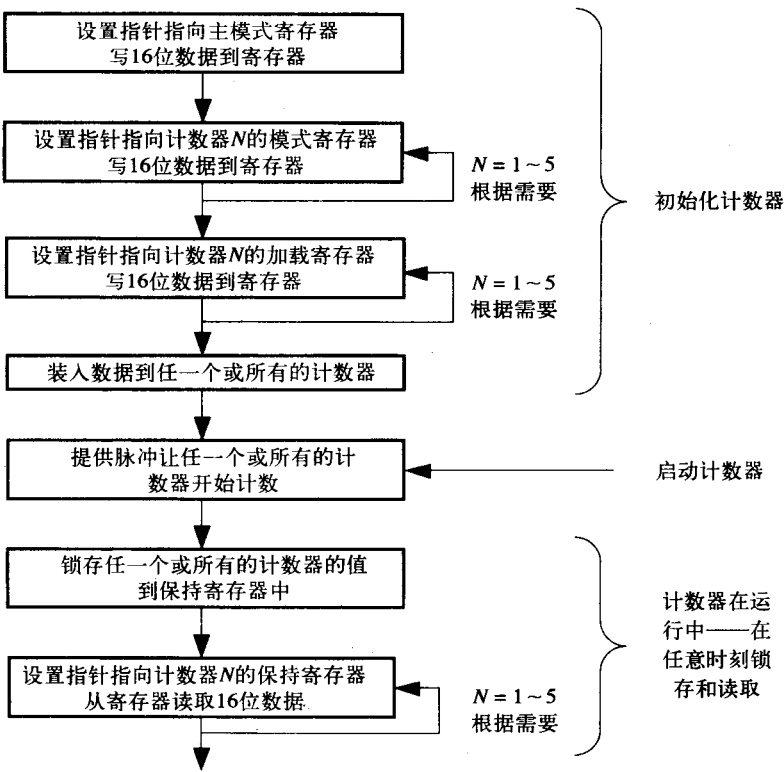 设置指针指向主模式寄存器
写16位数据到寄存器
设置指针指向计数器N的模式寄存器
写16位数据到寄存器
N = 1～5
根据需要
初始化计数器
设置指针指向计数器N的加载寄存器
写16位数据到寄存器
N = 1～5
根据需要
装入数据到任一个或所有的计数器
提供脉冲让任一个或所有的计
数器开始计数
启动计数器
锁存任一个或所有的计数器的值
到保持寄存器中
计数器在运
行中——在
任意时刻锁
存和读取
设置指针指向计数器N的保持寄存器
从寄存器读取16位数据
N = 1～5
根据需要